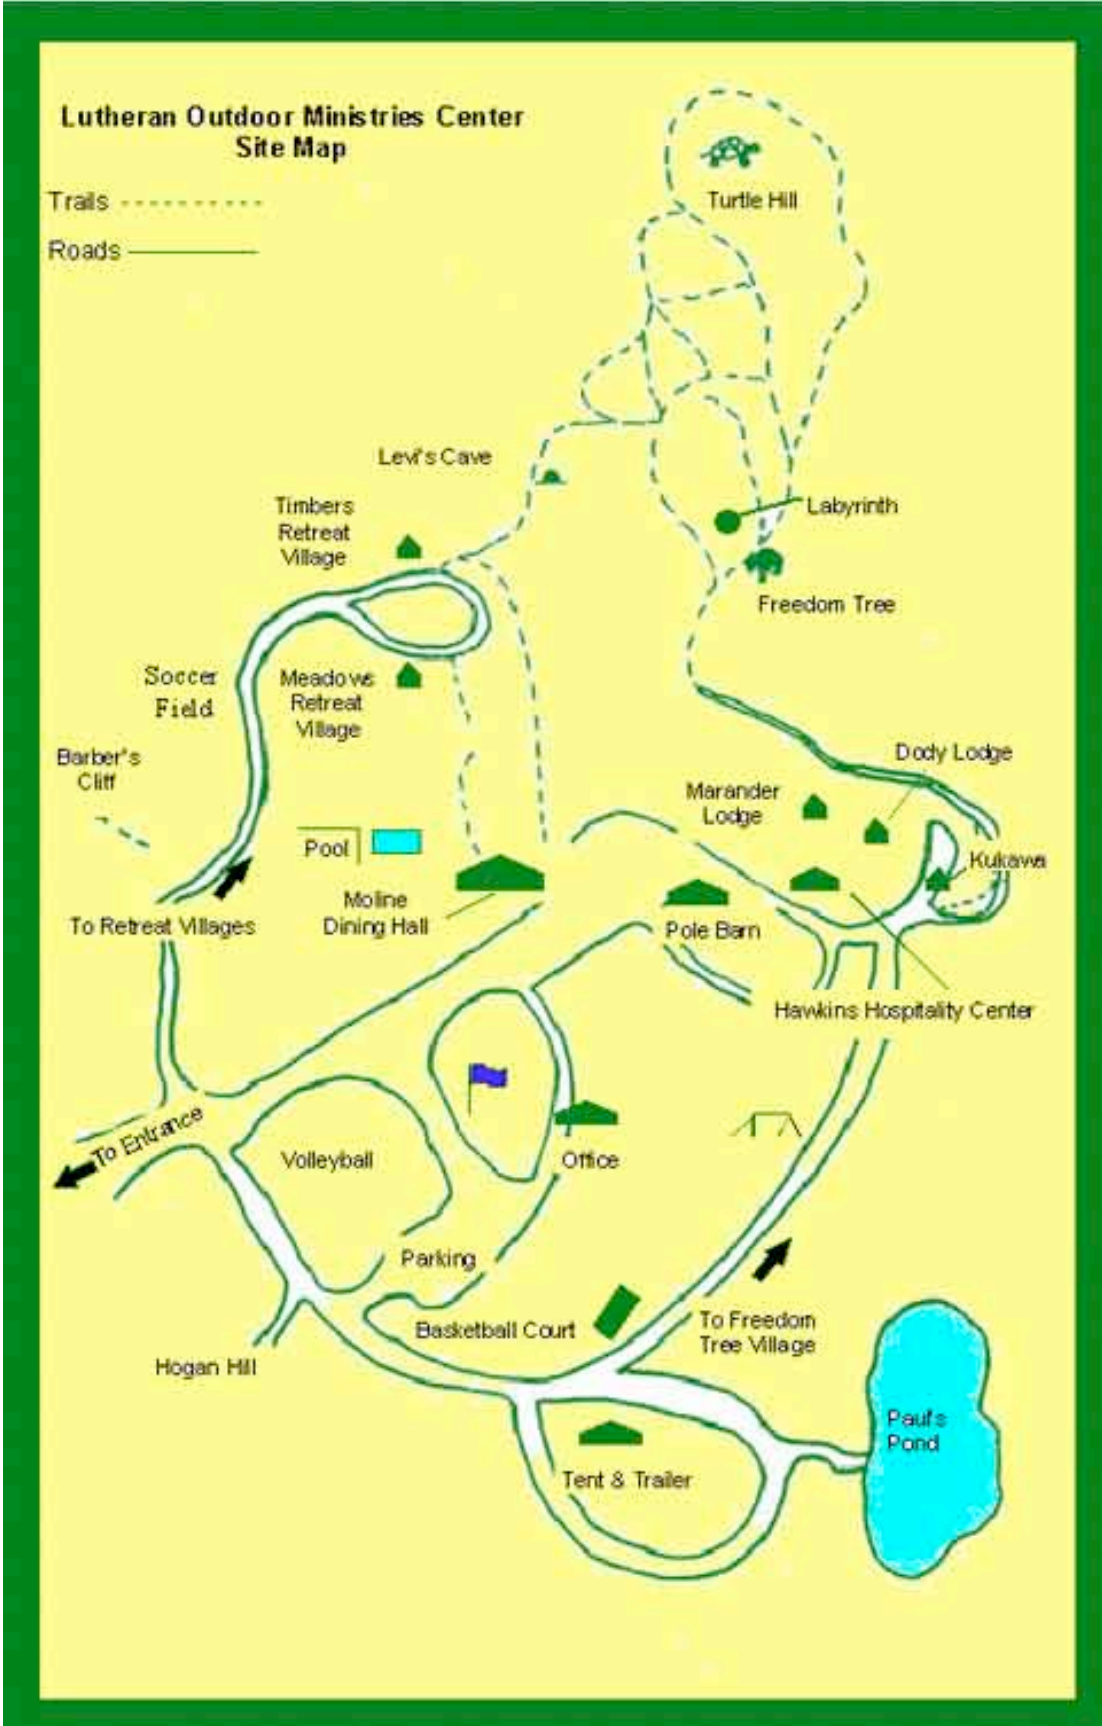 Lutheran Outdoor Ministries Center
Site Map
Trails
Roads
Turtle Hill
Levi's Cave
Timbers
Retreat
Village
Labyrinth
Freedom Tree
Soccer
Field
Meadows
Retreat
Village
Barber's
Cliff
Dody Lodge
Marander
Lodge
Pool
Kukawa
Moline
Dining Hall
To Retreat Villages
Pole Barn
Hawkins Hospitality Center
To Entrance
Volleyball
Office
Parking
Basketball Court
To Freedom
Tree Village
Hogan Hill
Paul's
Pond
Tent & Trailer